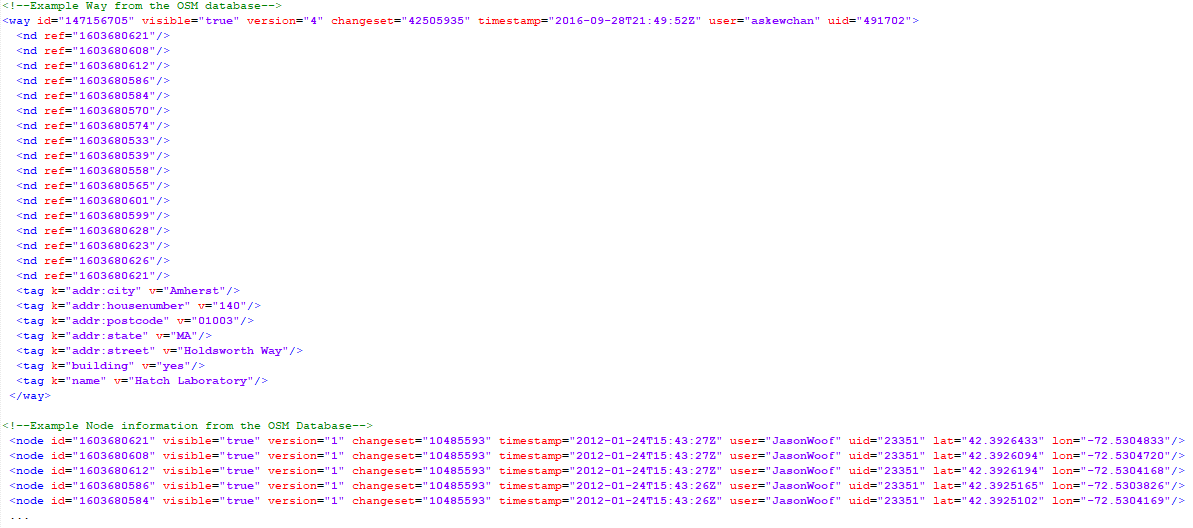 <!--Example Way from the OSM database-->
<way id="147156705" visible="true" version="4" changeset="42505935" timestamp="2016-09-28T21:49:52Z" user="askewchan" uid="491702">
<nd ref="1603680621"/>
<nd ref="1603680608"/>
<nd ref="1603680612"/>
<nd ref="1603680586"/>
<nd ref="1603680584"/>
<nd ref="1603680570"/>
<nd ref="1603680574"/>
<nd ref="1603680533"/>
<nd ref="1603680539"/>
<nd ref="1603680558"/>
<nd ref="1603680565"/>
<nd ref="1603680601"/>
<nd ref="1603680599"/>
<nd ref="1603680628"/>
<nd ref="1603680623"/>
<nd ref="1603680626"/>
<nd ref="1603680621"/>
<tag k="addr:city" v="Amherst"/>
<tag k="addr:housenumber" v="140"/>
<tag k="addr:postcode" v="01003"/>
<tag k="addr:state" v="MA"/>
<tag k="addr:street" v="Holdsworth Way"/>
<tag k="building" v="yes"/>
<tag k="name" v="Hatch Laboratory"/>
</way>
<!--Example Node information from the OSM Database-->
<node id="1603680621" visible="true" version="1" changeset="10485593" timestamp="2012-01-24T15:43:27Z" user="JasonWoof" uid="23351" lat="42.3926433" lon="-72.5304833"/>
<node id="1603680608" visible="true" version="1" changeset="10485593" timestamp="2012-01-24T15:43:27Z" user="JasonWoof" uid="23351" lat="42.3926094" lon="-72.5304720"/>
<node id="1603680612" visible="true" version="1" changeset="10485593" timestamp="2012-01-24T15:43:27Z" user="JasonWoof" uid="23351" lat="42.3926194" lon="-72.5304168"/>
<node id="1603680586" visible="true" version="1" changeset="10485593" timestamp="2012-01-24T15:43:26Z" user="JasonWoof" uid="23351" lat="42.3925165" lon="-72.5303826"/>
<node id="1603680584" visible="true" version="1" changeset="10485593" timestamp="2012-01-24T15:43:26Z" user="JasonWoof" uid="23351" lat="42.3925102" lon="-72.5304169"/>
...